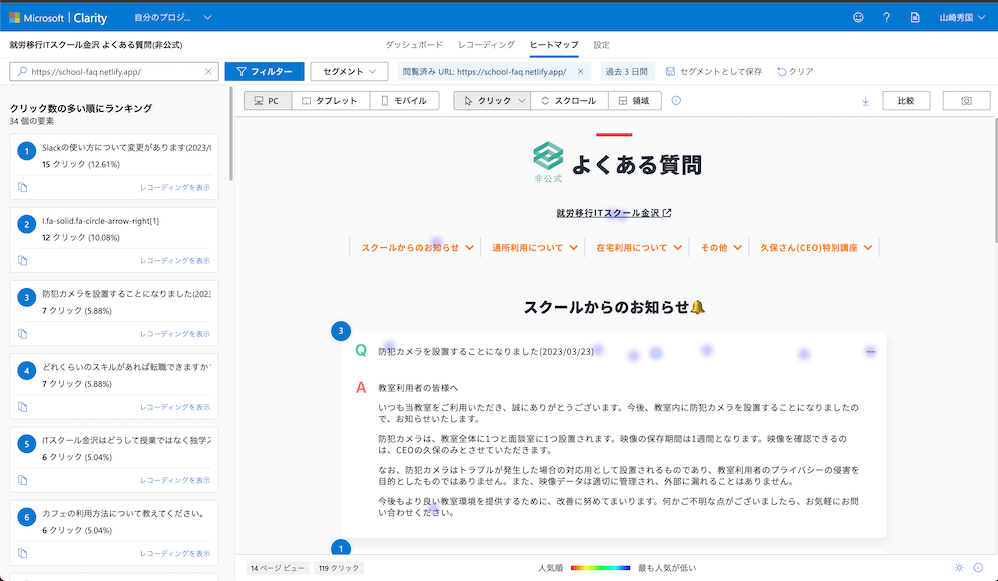 Microsoft | Clarity 自分のプロジ... ? 山崎秀国
就労移行ITスクール金沢 よくある質問(非公式) ダッシュボード レコーディング ヒートマップ 設定
https://school-faq.netlify.app/ フィルター セグメント 閲覧済み URL: https://school-faq.netlify.app/ 過去 3 日間 セグメントとして保存 クリア
クリック数の多い順にランキング
34 個の要素
PC タブレット モバイル クリック スクロール 領域 比較
1 Slackの使い方について変更があります(2023/
15 クリック (12.61%)
レコーディングを表示
2 I.fa-solid.fa-circle-arrow-right[1]
12 クリック (10.08%)
レコーディングを表示
3 防犯カメラを設置することになりました(202
7 クリック (5.88%)
レコーディングを表示
4 どれくらいのスキルがあれば転職できますか
7 クリック (5.88%)
レコーディングを表示
5 ITスクール金沢はどうして授業ではなく独学
6 クリック (5.04%)
レコーディングを表示
6 カフェの利用方法について教えてください。
6 クリック (5.04%)
レコーディングを表示
非公式
よくある質問
就労移行ITスクール金沢
スクールからのお知らせ 通所利用について 在宅利用について その他 久保さん(CEO)特別講座
スクールからのお知らせ🔔
3
Q 防犯カメラを設置することになりました(2023/03/23)
A 教室利用者の皆様へ
いつも当教室をご利用いただき、誠にありがとうございます。今後、教室内に防犯カメラを設置することになりましたの
で、お知らせいたします。
防犯カメラは、教室全体に1つと面談室に1つ設置されます。映像の保存期間は1週間となります。映像を確認できるの
は、CEOの久保のみとさせていただきます。
なお、防犯カメラはトラブルが発生した場合の対応用として設置されるものであり、教室利用者のプライバシーの侵害を
目的としたものではありません。また、映像データは適切に管理され、外部に漏れることはありません。
今後もより良い教室環境を提供するために、改善に努めてまいります。何かご不明な点がございましたら、お気軽にお問
い合わせください。
1
14 ページ ビュー 119 クリック 人気順 最も人気が低い